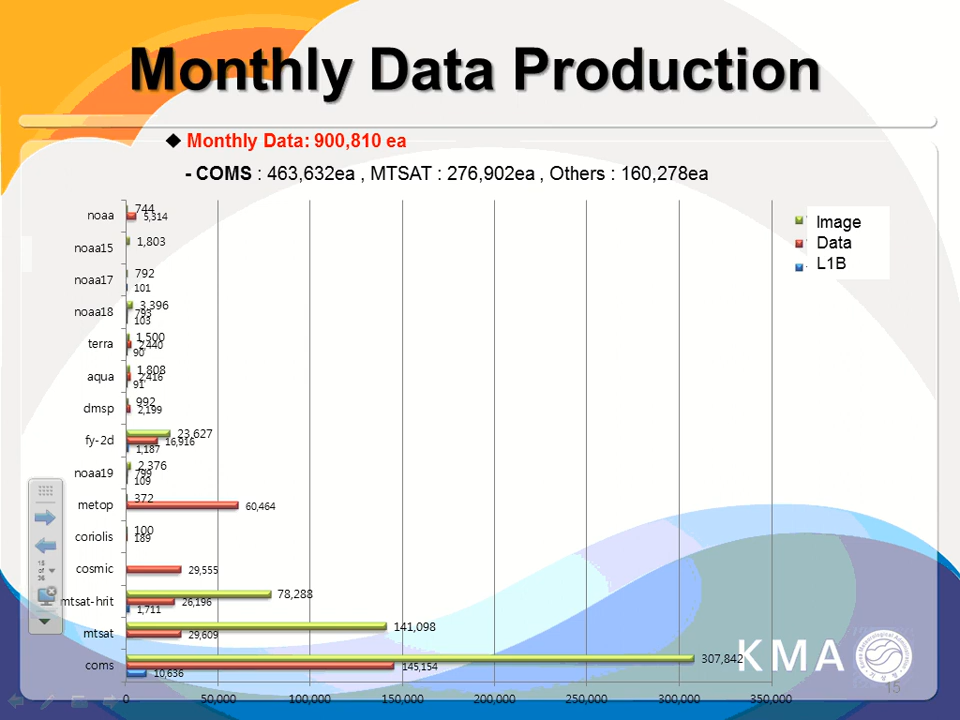 Monthly Data Production
◆ Monthly Data: 900,810 ea
- COMS : 463,632ea , MTSAT : 276,902ea , Others : 160,278ea
Image
Data
L1B
noaa
744
5,314
noaa15
1,803
noaa17
792
101
noaa18
3,396
793
103
terra
1,500
2,440
90
aqua
1,808
2,416
91
dmsp
992
2,199
fy-2d
23,627
16,916
1,187
noaa19
2,376
799
109
metop
372
60,464
coriolis
100
189
cosmic
29,555
mtsat-hrit
78,288
26,196
1,711
mtsat
141,098
29,609
coms
307,842
145,154
10,636
0 50,000 100,000 150,000 200,000 250,000 300,000 350,000
KMA
15